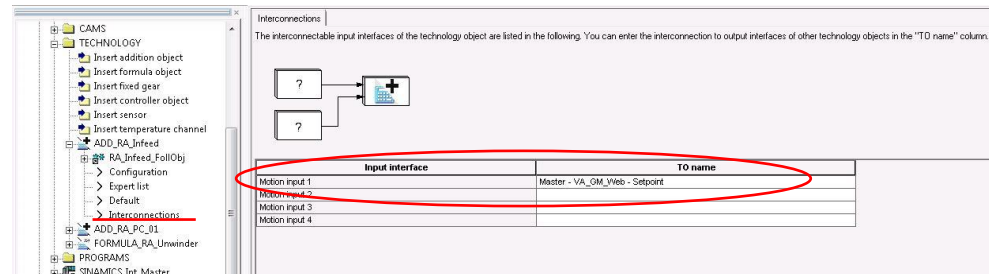 CAMS
TECHNOLOGY
Insert addition object
Insert formula object
Insert fixed gear
Insert controller object
Insert sensor
Insert temperature channel
ADD_RA_Infeed
RA_Infeed_FollObj
Configuration
Expert list
Default
Interconnections
ADD_RA_PC_01
FORMULA_RA_Unwinder
PROGRAMS
SINAMICS_Int_Master
Interconnections
The interconnectable input interfaces of the technology object are listed in the following. You can enter the interconnection to output interfaces of other technology objects in the "TO name" column.
?
?
Input interface TO name
Motion input 1 Master - VA_GM_Web - Setpoint
Motion input 2
Motion input 3
Motion input 4